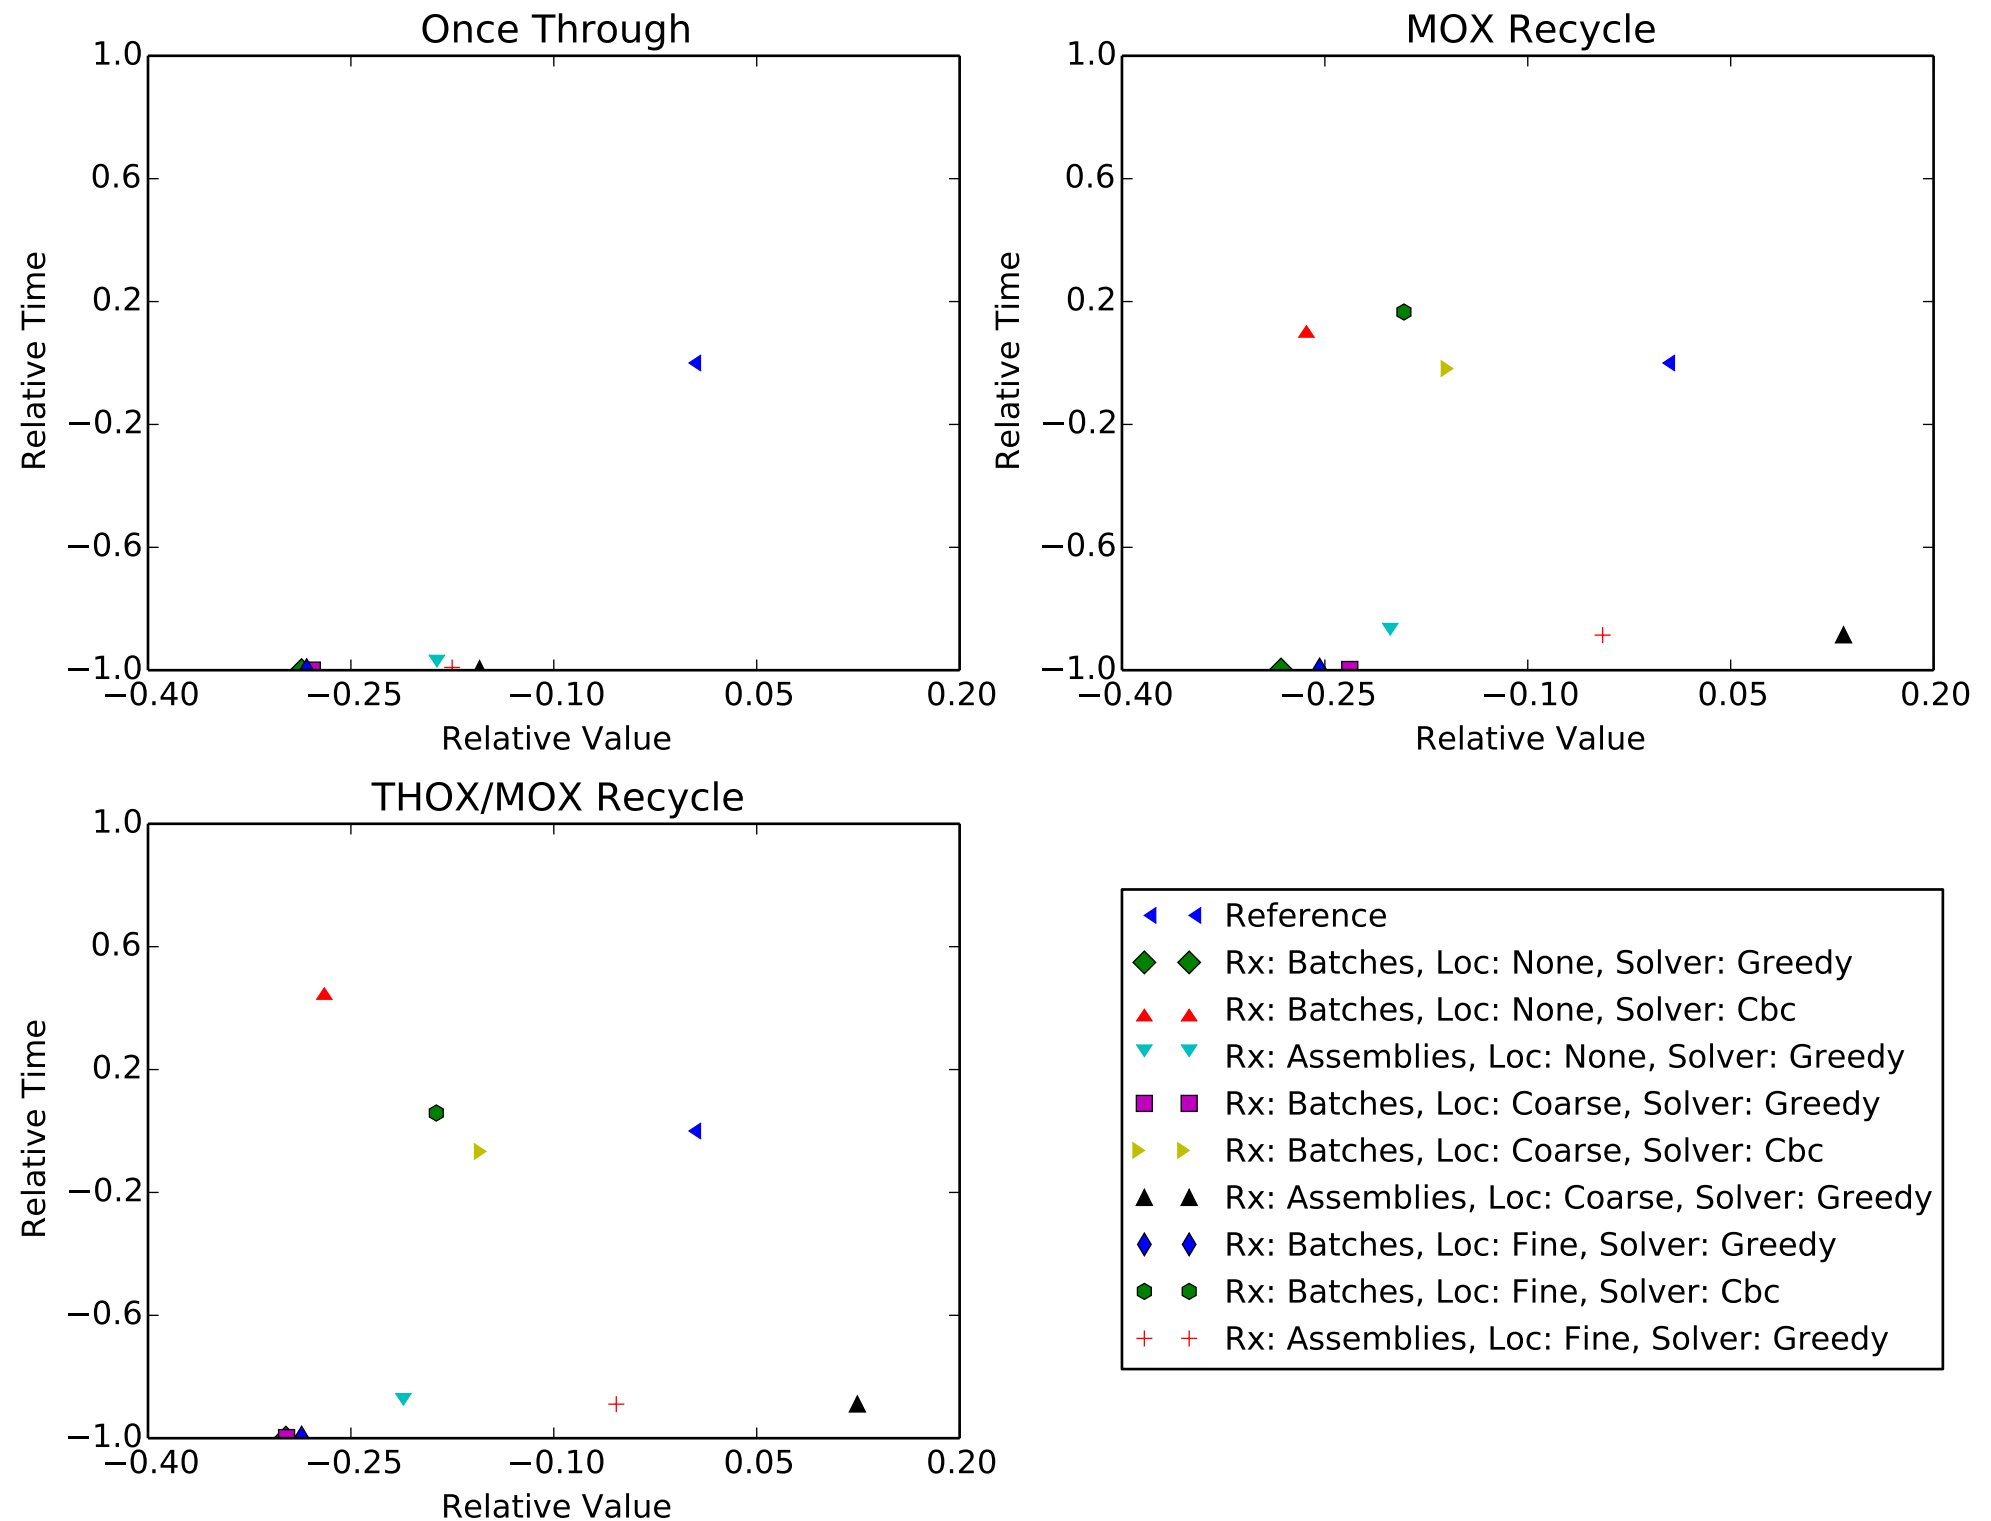 Once Through
1.0
0.6
0.2
−0.2
−0.6
−1.0
−0.40 −0.25 −0.10 0.05 0.20
Relative Value
Relative Time
MOX Recycle
1.0
0.6
0.2
−0.2
−0.6
−1.0
−0.40 −0.25 −0.10 0.05 0.20
Relative Value
Relative Time
THOX/MOX Recycle
1.0
0.6
0.2
−0.2
−0.6
−1.0
−0.40 −0.25 −0.10 0.05 0.20
Relative Value
Relative Time
Reference
Rx: Batches, Loc: None, Solver: Greedy
Rx: Batches, Loc: None, Solver: Cbc
Rx: Assemblies, Loc: None, Solver: Greedy
Rx: Batches, Loc: Coarse, Solver: Greedy
Rx: Batches, Loc: Coarse, Solver: Cbc
Rx: Assemblies, Loc: Coarse, Solver: Greedy
Rx: Batches, Loc: Fine, Solver: Greedy
Rx: Batches, Loc: Fine, Solver: Cbc
Rx: Assemblies, Loc: Fine, Solver: Greedy